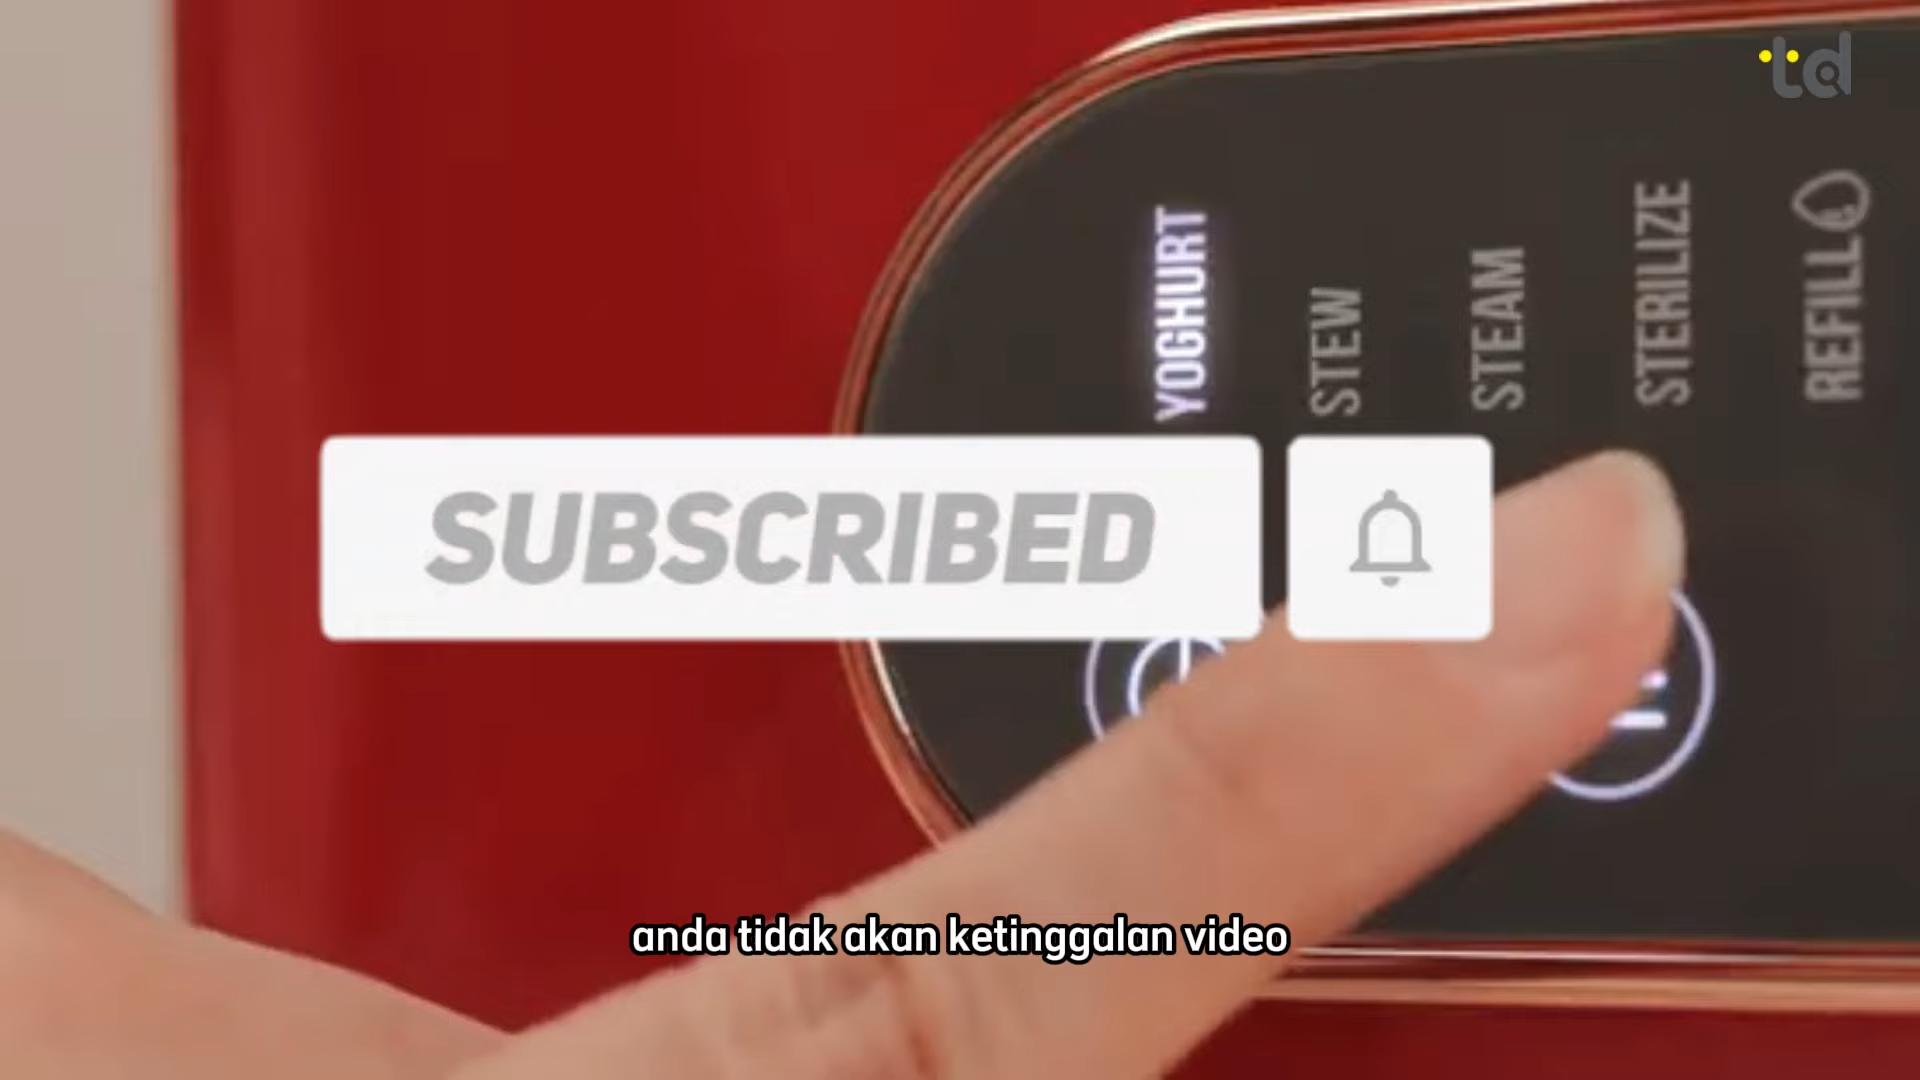 td
YOGHURT
STEW
STEAM
STERILIZE
REFILL
SUBSCRIBED
anda tidak akan ketinggalan video